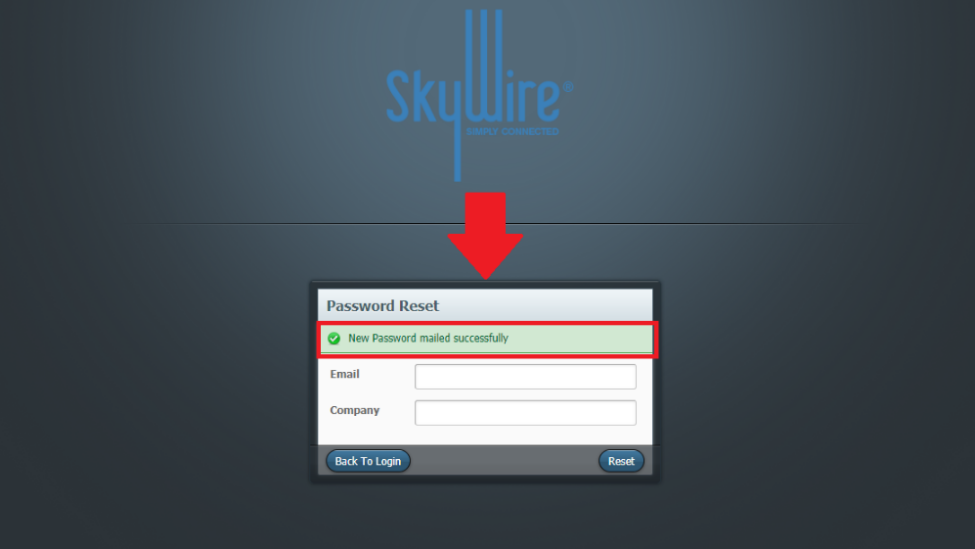 SkyWire®
SIMPLY CONNECTED
Password Reset
New Password mailed successfully
Email
Company
Back To Login
Reset